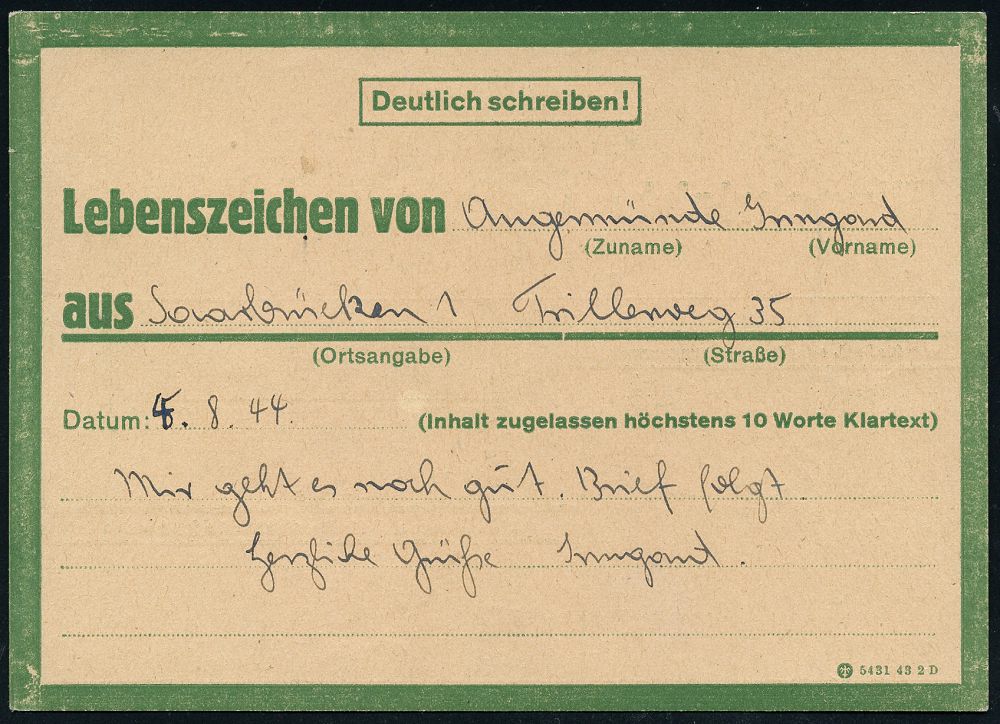 Deutlich schreiben!
Lebenszeichen von Angermünde Irmgard
(Zuname) (Vorname)
aus Saarbrücken 1 Trillerweg 35
(Ortsangabe) (Straße)
Datum: 8. 44. (Inhalt zugelassen höchstens 10 Worte Klartext)
Mir geht es noch gut. Brief folgt.
Herzliche Grüße Irmgard.
5431 43 2 D